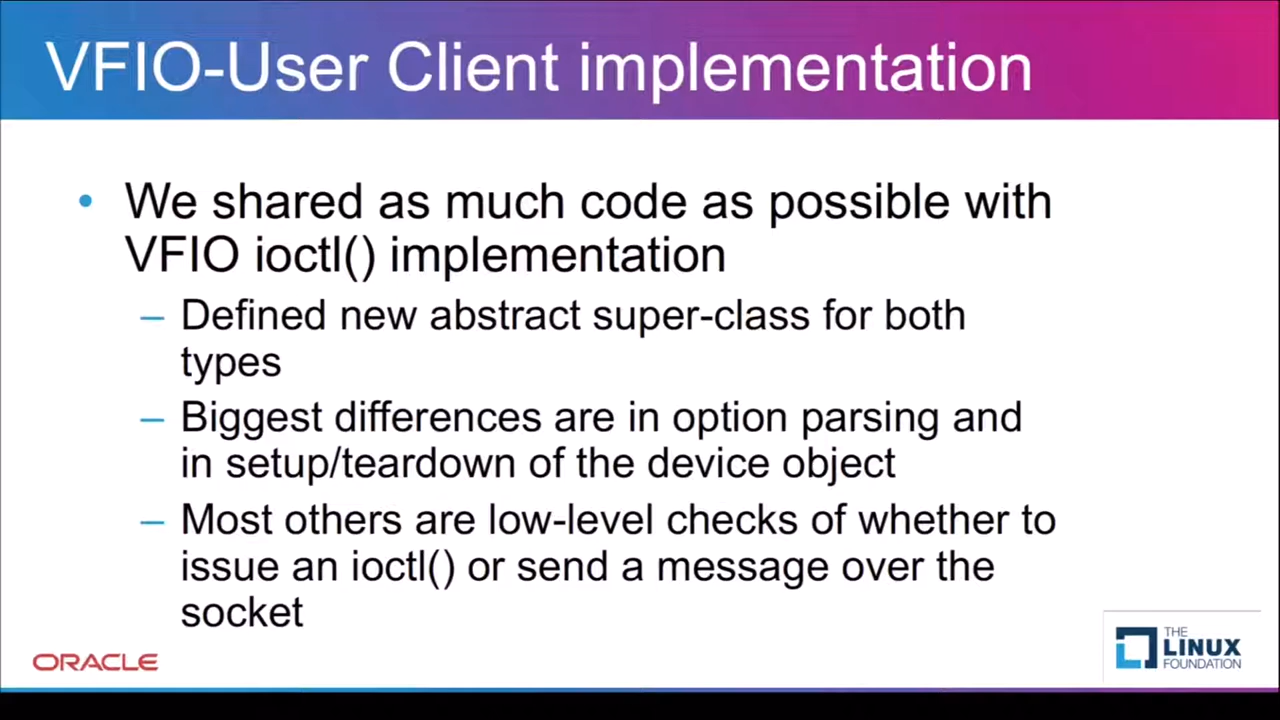 VFIO-User Client implementation
• We shared as much code as possible with
VFIO ioctl() implementation
– Defined new abstract super-class for both
types
– Biggest differences are in option parsing and
in setup/teardown of the device object
– Most others are low-level checks of whether to
issue an ioctl() or send a message over the
socket
ORACLE
THE
LINUX
FOUNDATION